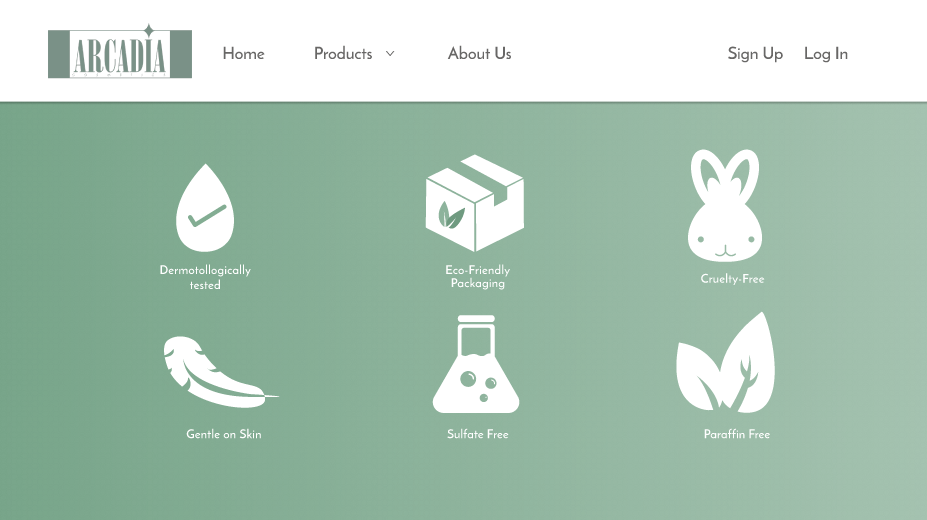 ARCADIA
Home
Products
About Us
Sign Up
Log In
Dermotollogically
tested
Eco-Friendly
Packaging
Cruelty-Free
Gentle on Skin
Sulfate Free
Paraffin Free